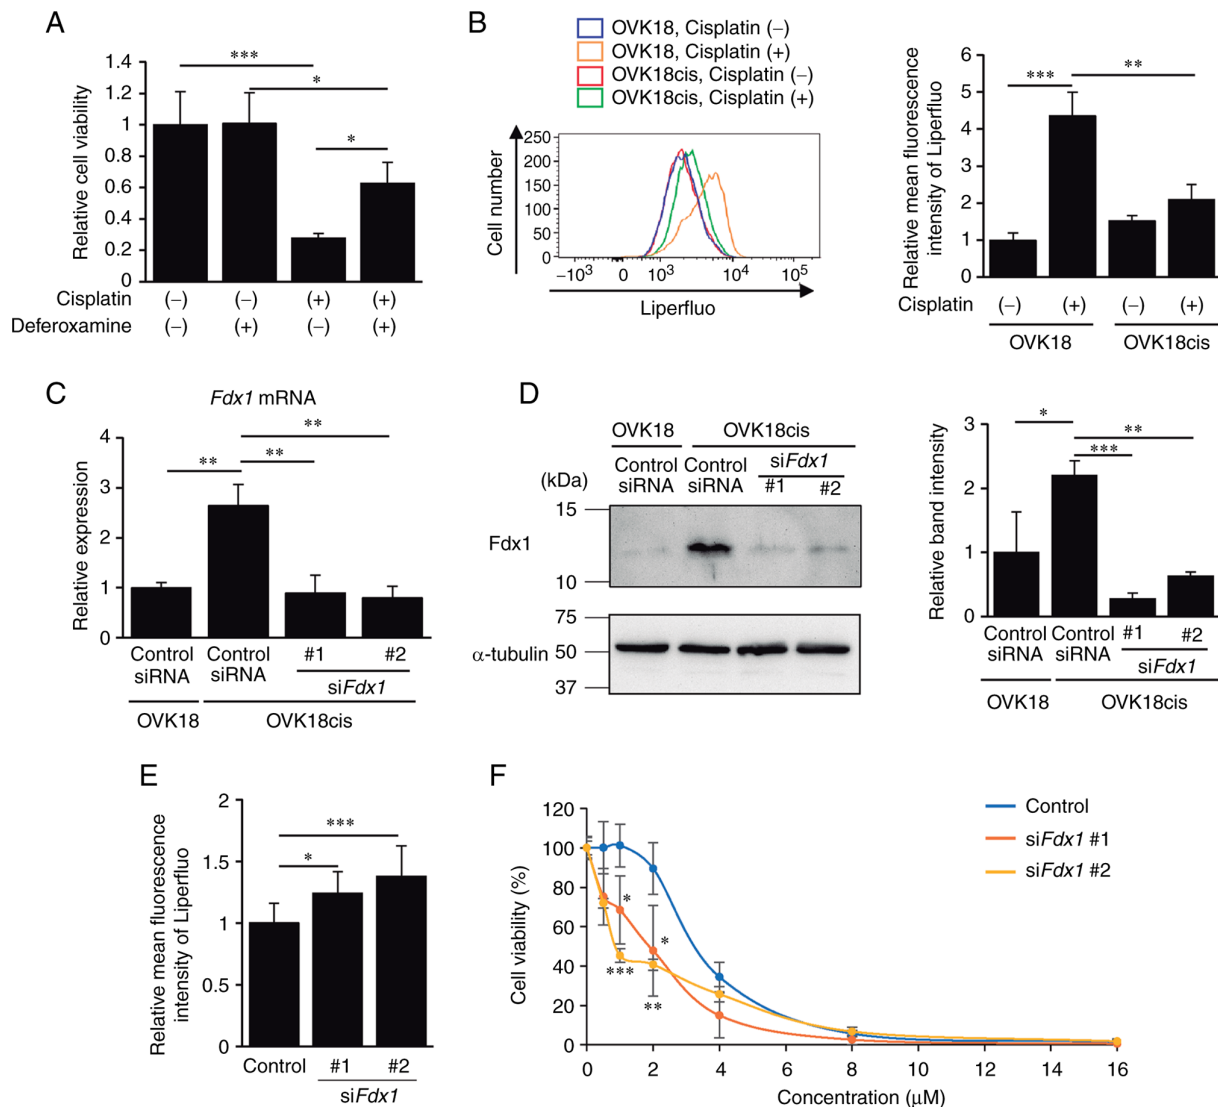 A
Relative cell viability
1.4
1.2
1
0.8
0.6
0.4
0.2
0
***
*
*
Cisplatin (−) (−) (+) (+)
Deferoxamine (−) (+) (−) (+)
B
OVK18, Cisplatin (−)
OVK18, Cisplatin (+)
OVK18cis, Cisplatin (−)
OVK18cis, Cisplatin (+)
Cell number
250
200
150
100
50
0
−10³ 0 10³ 10⁴ 10⁵
Liperfluo
Relative mean fluorescence
intensity of Liperfluo
6
5
4
3
2
1
0
*** **
Cisplatin (−) (+) (−) (+)
OVK18 OVK18cis
C
Fdx1 mRNA
Relative expression
4
3
2
1
0
**
** **
Control
siRNA
Control
siRNA
#1 #2
siFdx1
OVK18 OVK18cis
D
OVK18 OVK18cis
Control
siRNA
Control
siRNA
siFdx1
#1 #2
(kDa)
15
Fdx1
10
75
α-tubulin 50
37
Relative band intensity
3
2
1
0
*
**
***
Control
siRNA
Control
siRNA
#1 #2
siFdx1
OVK18 OVK18cis
E
Relative mean fluorescence
intensity of Liperfluo
2
1.5
1
0.5
0
***
*
Control #1 #2
siFdx1
F
Cell viability (%)
120
100
80
60
40
20
0
*
*
***
**
Control
siFdx1 #1
siFdx1 #2
0 2 4 6 8 10 12 14 16
Concentration (μM)